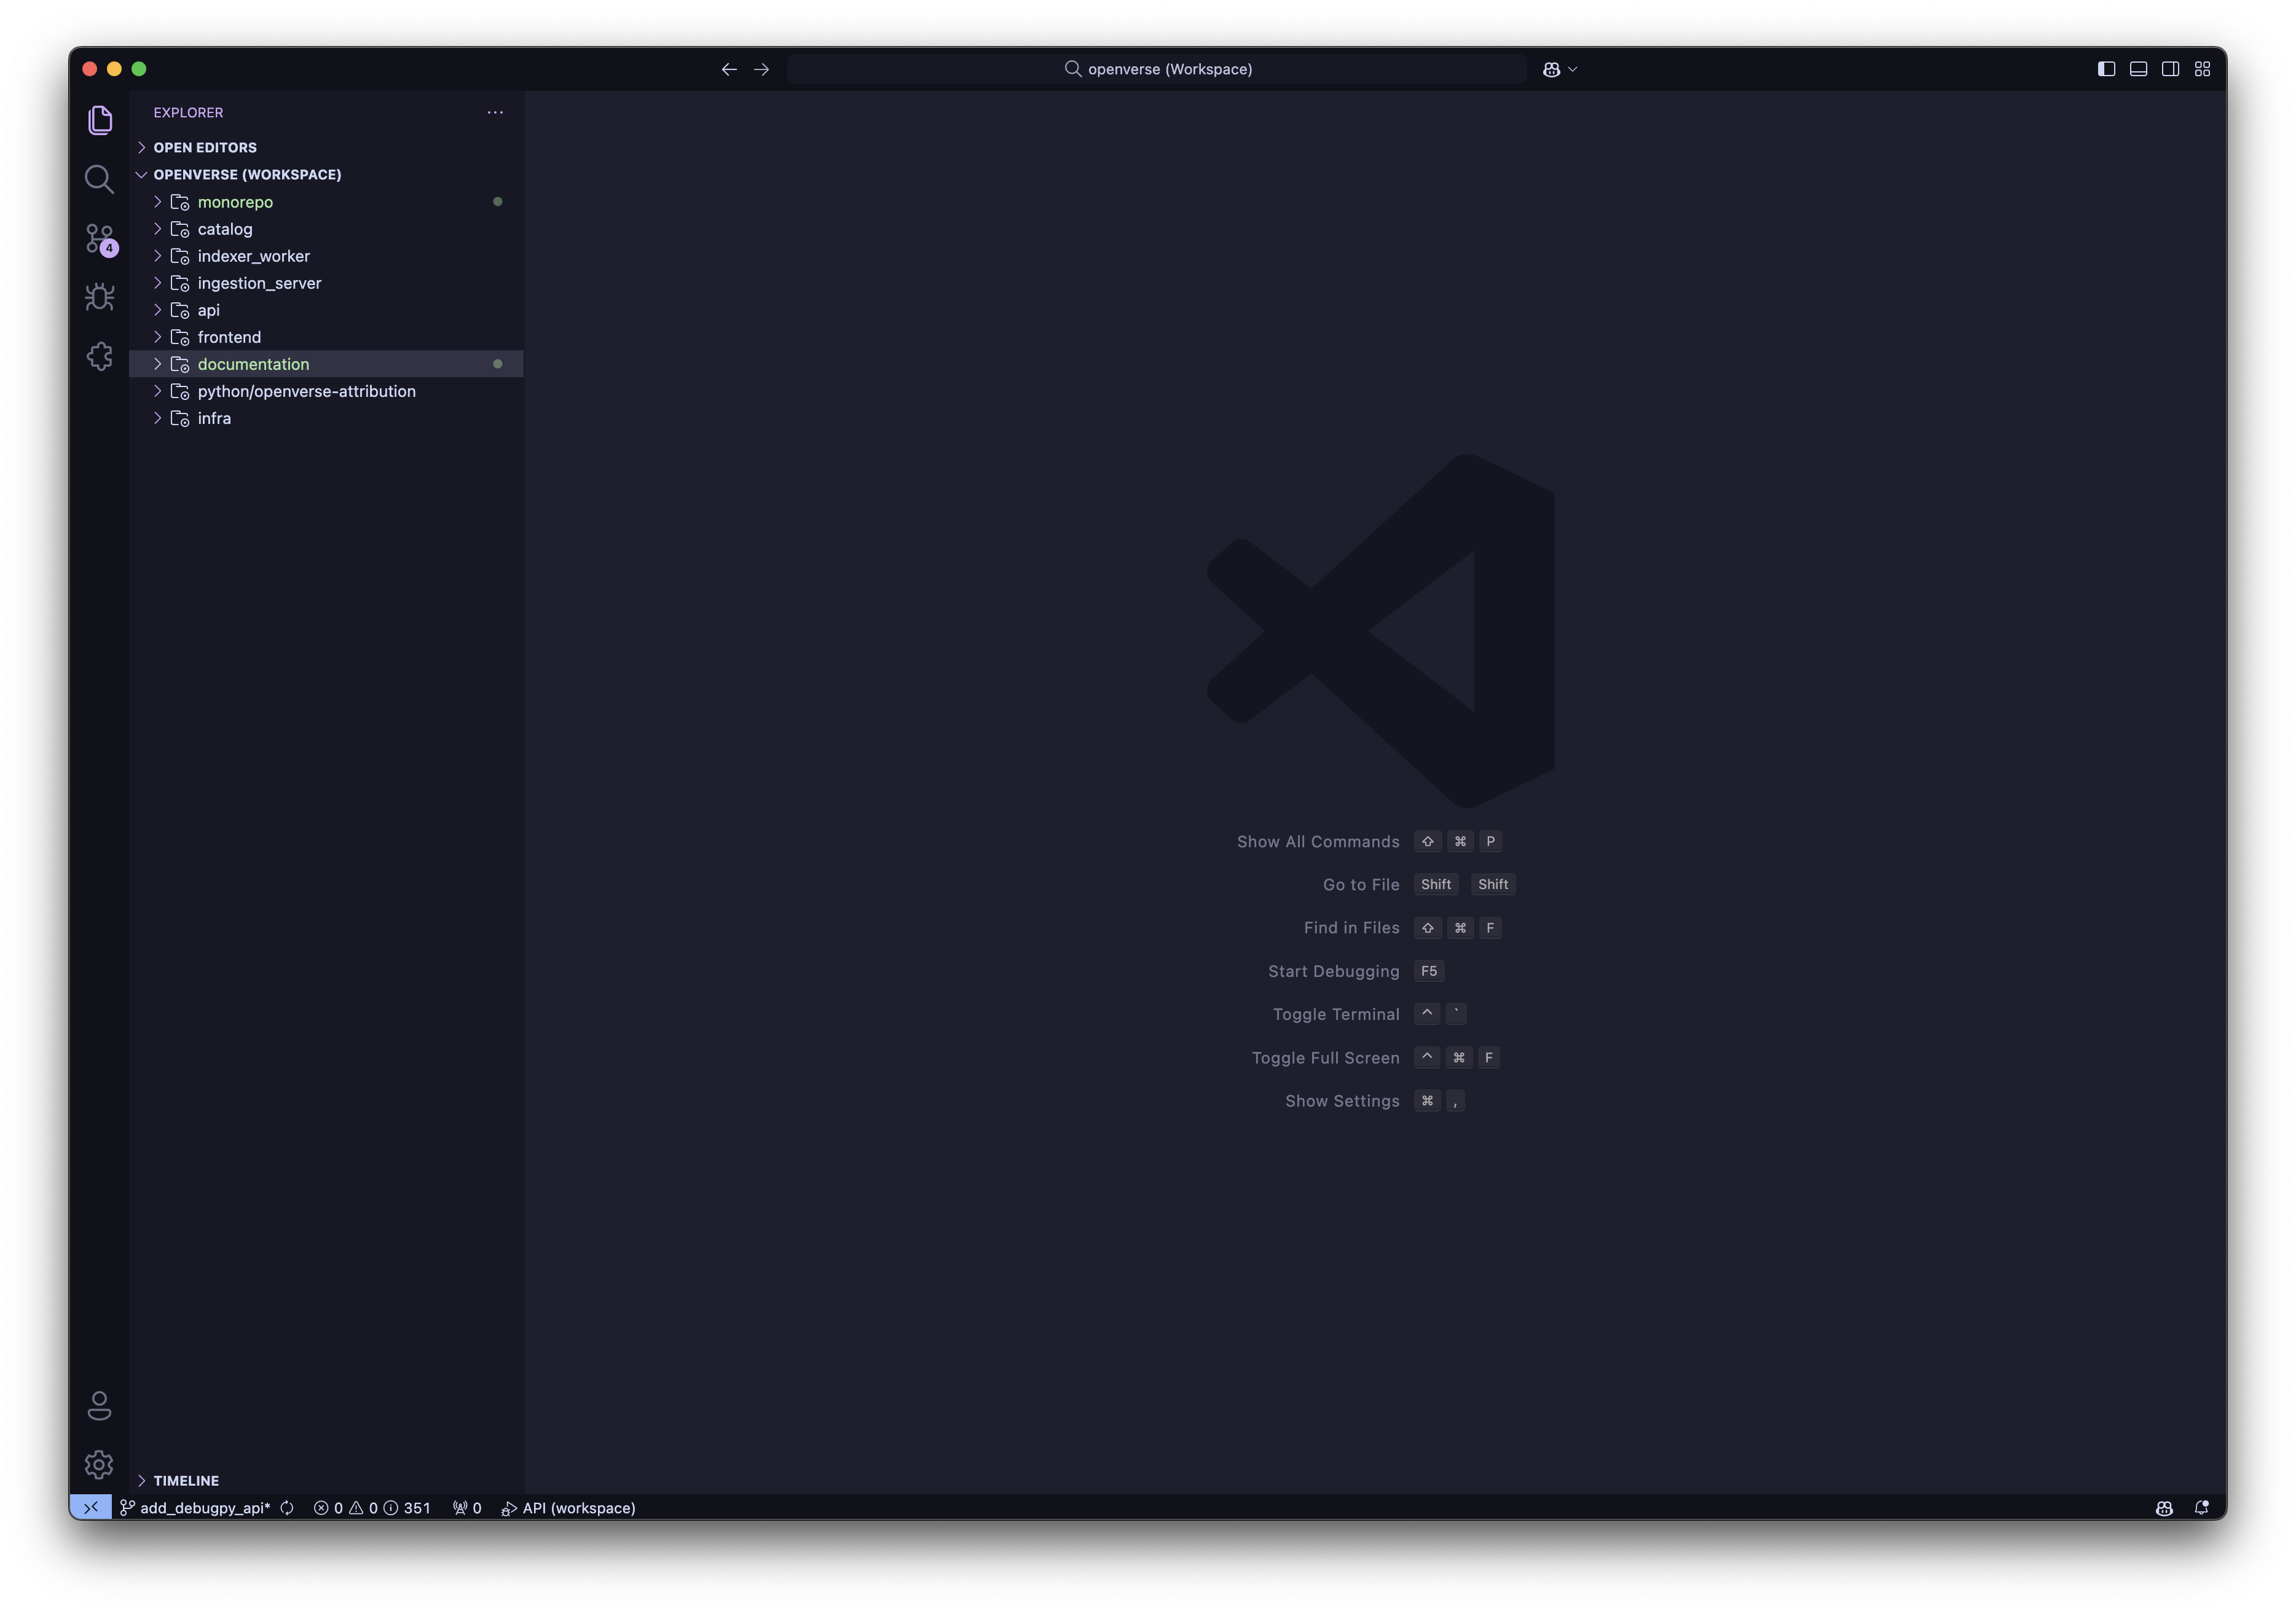 openverse (Workspace)
EXPLORER
OPEN EDITORS
OPENVERSE (WORKSPACE)
monorepo
catalog
4
indexer_worker
ingestion_server
api
frontend
documentation
python/openverse-attribution
infra
Show All Commands ⇧ ⌘ P
Go to File Shift Shift
Find in Files ⇧ ⌘ F
Start Debugging F5
Toggle Terminal ^ `
Toggle Full Screen ^ ⌘ F
Show Settings ⌘ ,
TIMELINE
add_debugpy_api* 0 0 351 0 API (workspace)